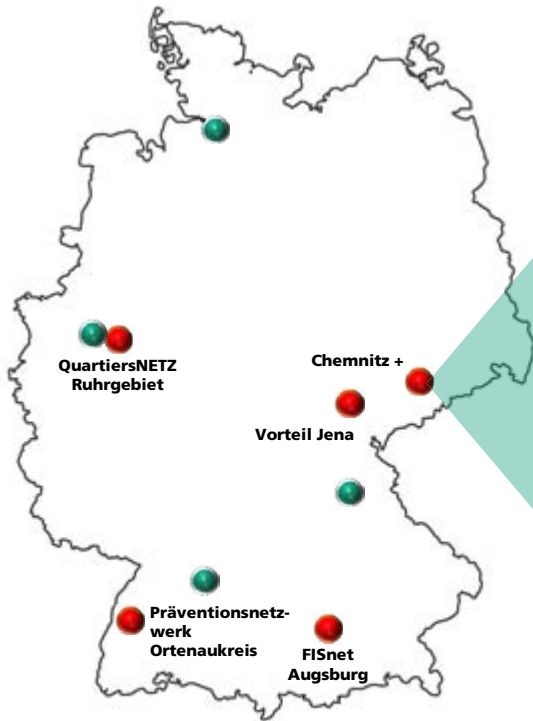 QuartiersNETZ
Ruhrgebiet
Chemnitz +
Vorteil Jena
Präventionsnetz-
werk
Ortenaukreis
FISnet
Augsburg